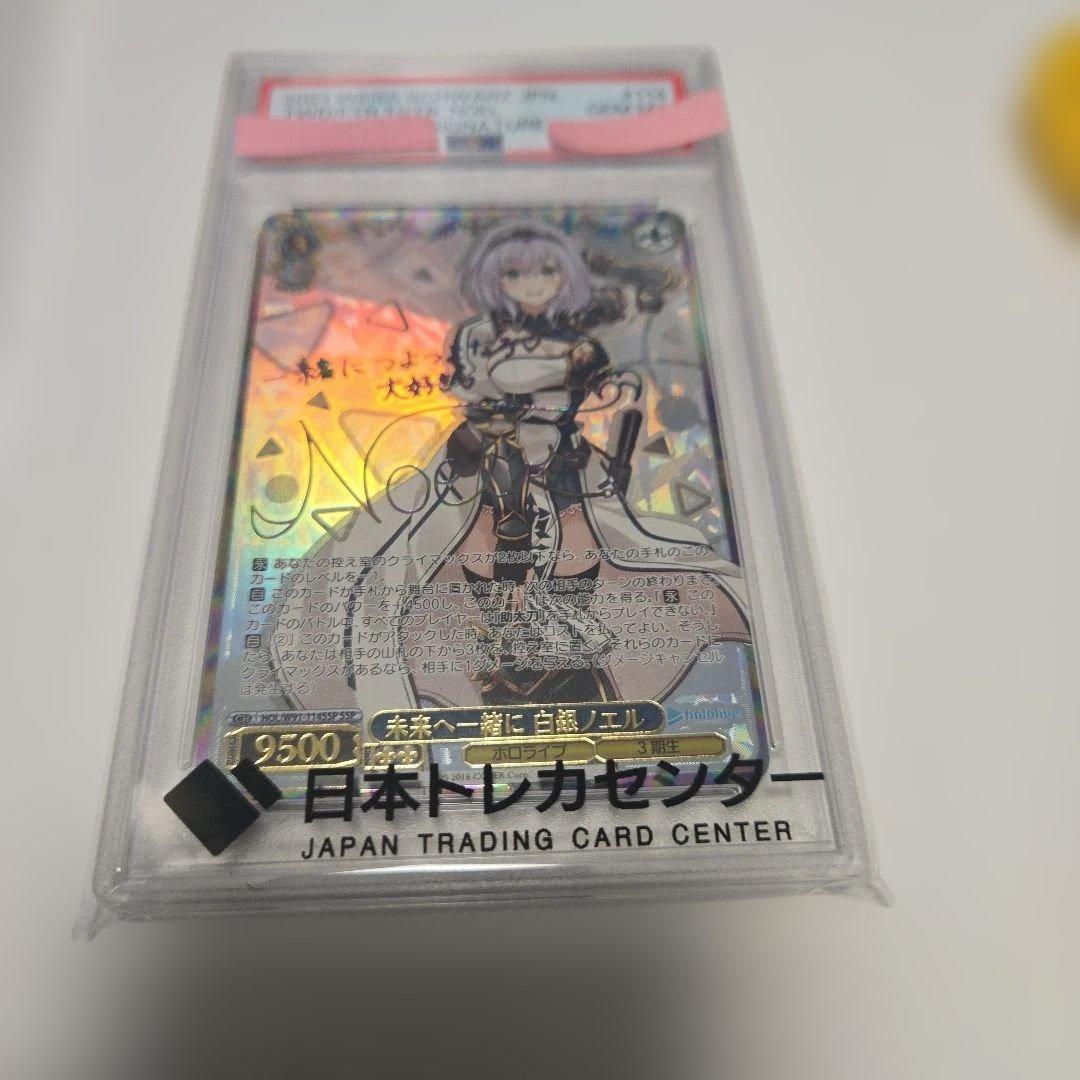 GEM MT
一緒に つよつよ
大好き
Noel
永 あなたの控え室のクライマックスが2枚以下なら、あなたの手札のこの
カードのレベルを-1。
自 このカードが手札から舞台に置かれた時、次の相手のターンの終わりまで、
このカードのパワーを+4500し、このカードは次の能力を得る。『永 この
カードのバトル中、すべてのプレイヤーは『助太刀』を手札からプレイできない。』
自 [②] このカードがアタックした時、あなたはコストを払ってよい。そうし
たら、あなたは相手の山札の下から3枚を、控え室に置く。それらのカードに
クライマックスがあるなら、相手に1ダメージを与える。(ダメージキャンセル
は発生する)
HOL/W91-114SSP SSP
未来へ一緒に 白銀ノエル
hololive
9500
ホロライブ
3期生
© 2016 COVER Corp.
日本トレカセンター
JAPAN TRADING CARD CENTER